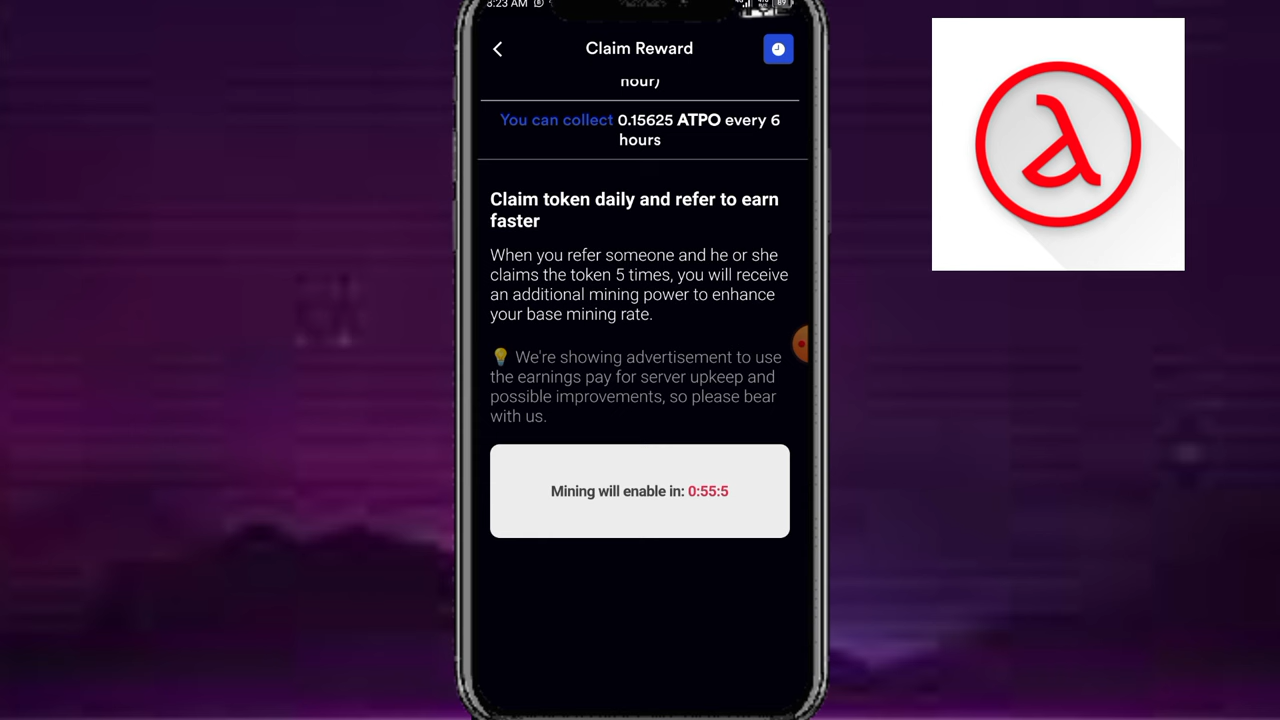 8:23 AM
89
Claim Reward
hour)
You can collect 0.15625 ATPO every 6
hours
Claim token daily and refer to earn
faster
When you refer someone and he or she
claims the token 5 times, you will receive
an additional mining power to enhance
your base mining rate.
💡 We're showing advertisement to use
the earnings pay for server upkeep and
possible improvements, so please bear
with us.
Mining will enable in: 0:55:5